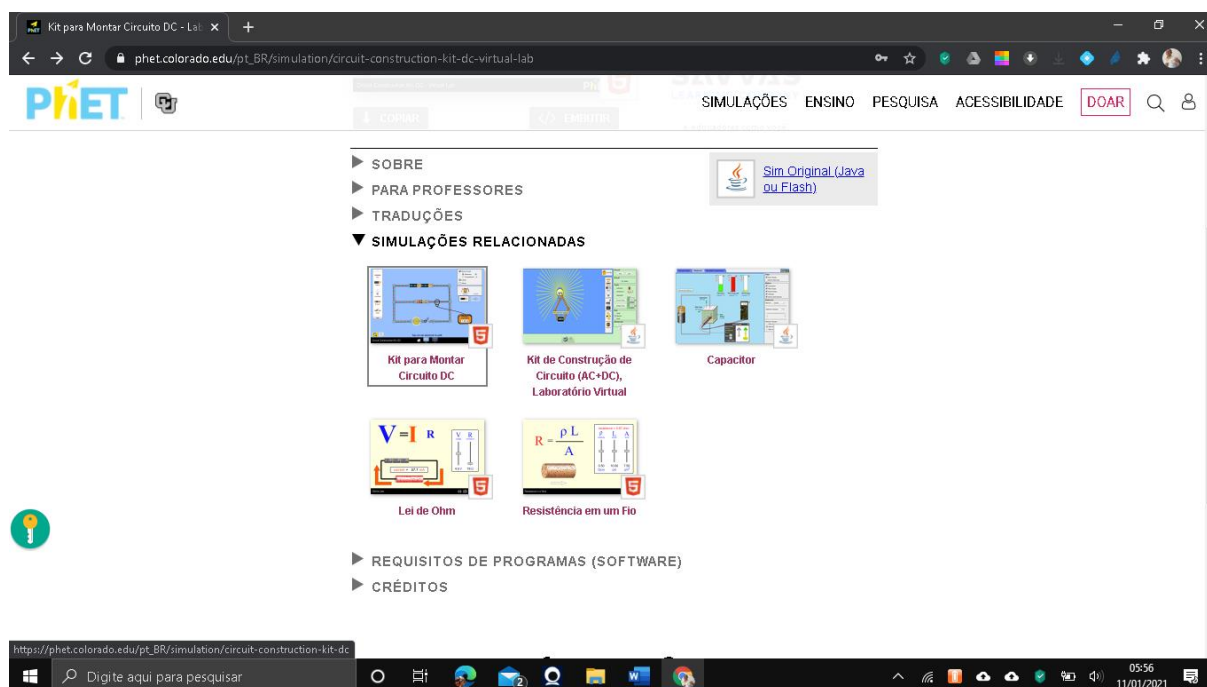 Kit para Montar Circuito DC - Lab
phet.colorado.edu/pt_BR/simulation/circuit-construction-kit-dc-virtual-lab
PhET
SIMULAÇÕES ENSINO PESQUISA ACESSIBILIDADE DOAR
COPIAR
</> EMBUTIR
SOBRE
PARA PROFESSORES
TRADUÇÕES
SIMULAÇÕES RELACIONADAS
Sim Original (Java
ou Flash)
Kit para Montar
Circuito DC
Kit de Construção de
Circuito (AC+DC),
Laboratório Virtual
Capacitor
V = I R
V R
Lei de Ohm
R = ρ L
A
ρ L A
Resistência em um Fio
REQUISITOS DE PROGRAMAS (SOFTWARE)
CRÉDITOS
https://phet.colorado.edu/pt_BR/simulation/circuit-construction-kit-dc
Digite aqui para pesquisar
05:56
11/01/2021